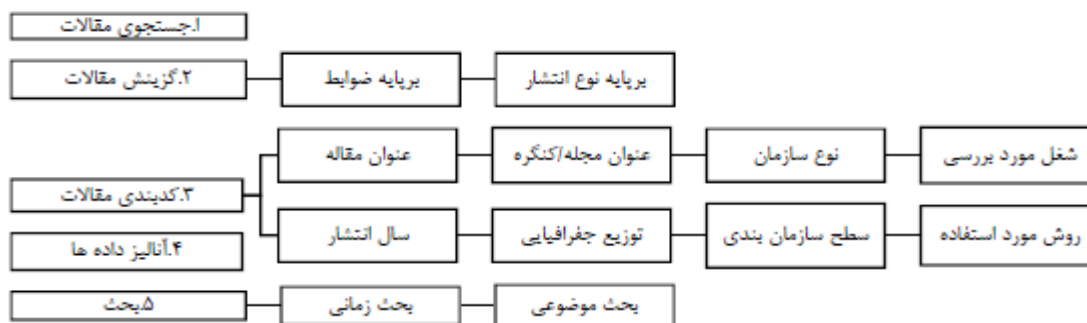 ۱.جستجوی مقالات
۲.گزینش مقالات
برپایه ضوابط
برپایه نوع انتشار
عنوان مقاله
عنوان مجله/کنگره
نوع سازمان
شغل مورد بررسی
۳.کدبندی مقالات
سال انتشار
توزیع جغرافیایی
سطح سازمان بندی
روش مورد استفاده
۴.آنالیز داده ها
۵.بحث
بحث زمانی
بحث موضوعی